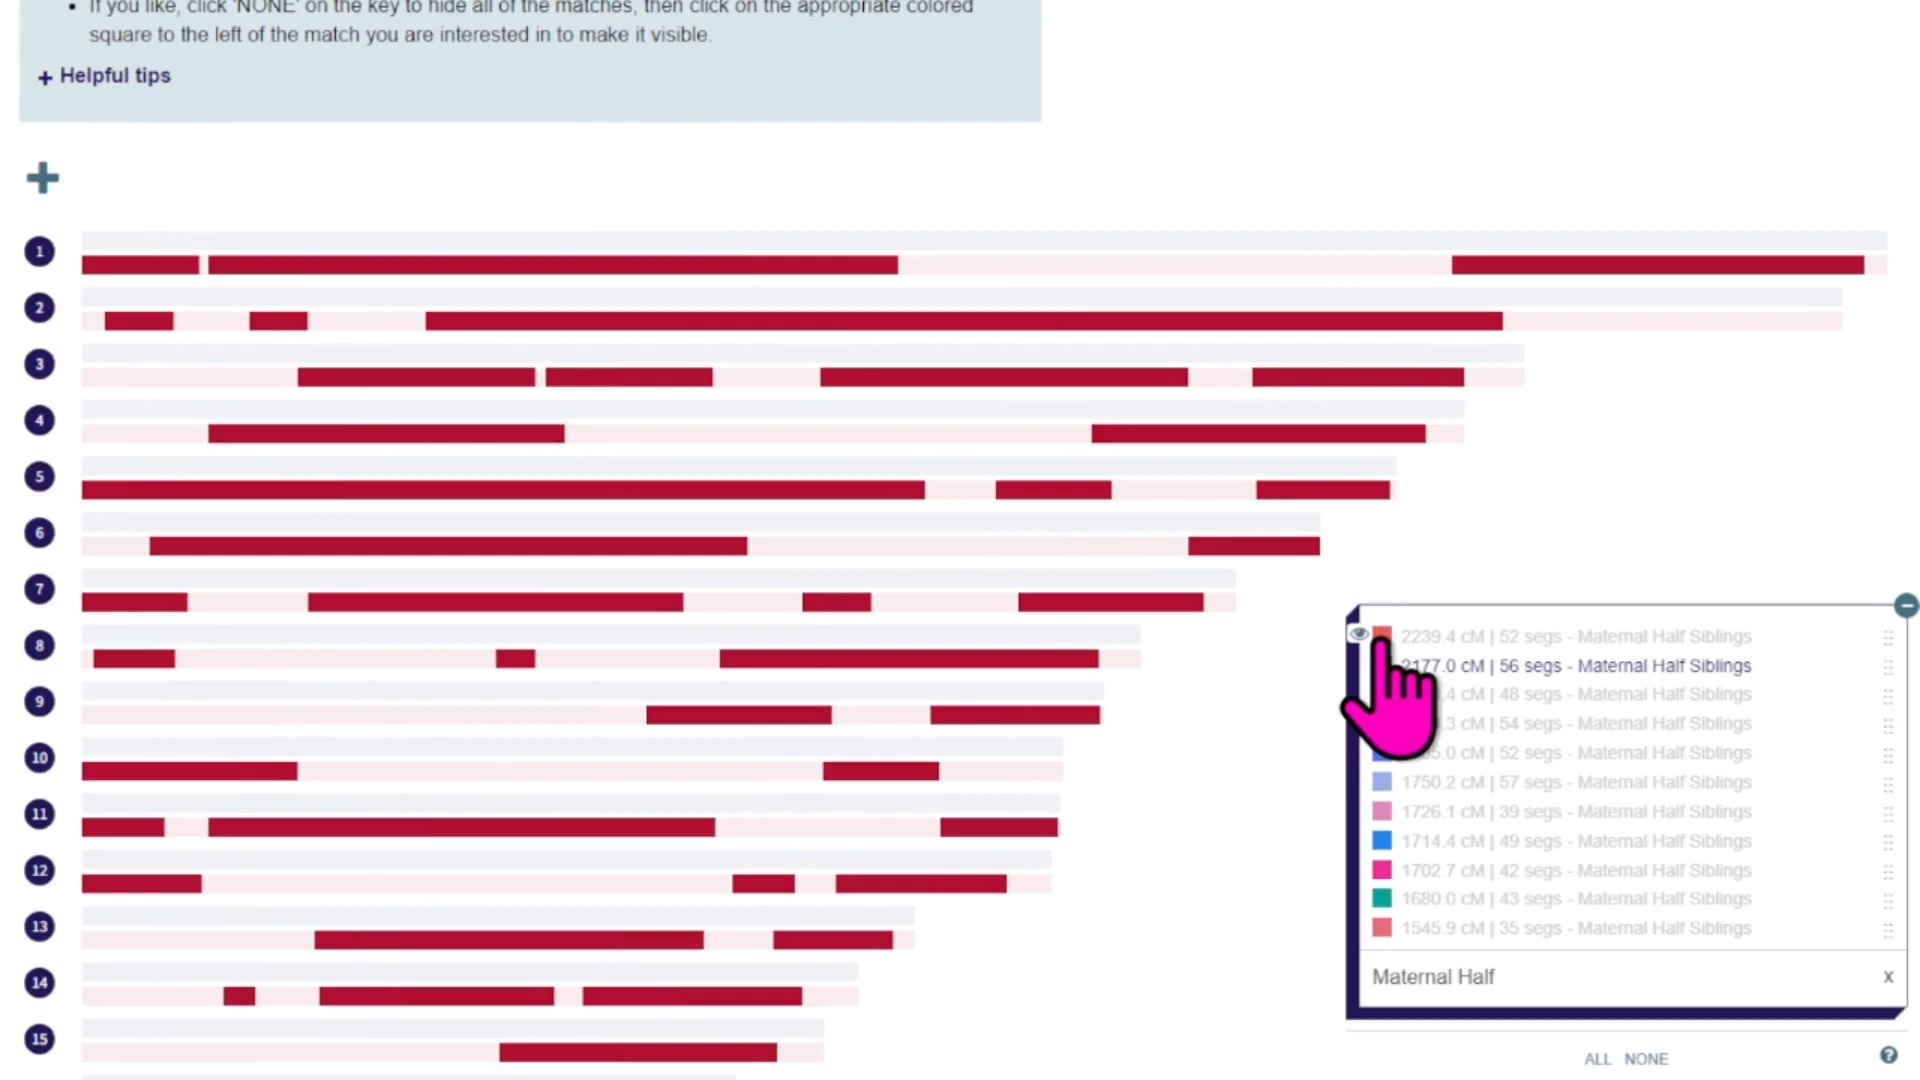 If you like, click 'NONE' on the key to hide all of the matches, then click on the appropriate colored
square to the left of the match you are interested in to make it visible.
+ Helpful tips
1
2
3
4
5
6
7
8
9
10
11
12
13
14
15
2239.4 cM | 52 segs - Maternal Half Siblings
2177.0 cM | 56 segs - Maternal Half Siblings
.4 cM | 48 segs - Maternal Half Siblings
.3 cM | 54 segs - Maternal Half Siblings
5.0 cM | 52 segs - Maternal Half Siblings
1750.2 cM | 57 segs - Maternal Half Siblings
1726.1 cM | 39 segs - Maternal Half Siblings
1714.4 cM | 49 segs - Maternal Half Siblings
1702.7 cM | 42 segs - Maternal Half Siblings
1680.0 cM | 43 segs - Maternal Half Siblings
1545.9 cM | 35 segs - Maternal Half Siblings
Maternal Half X
ALL NONE ?